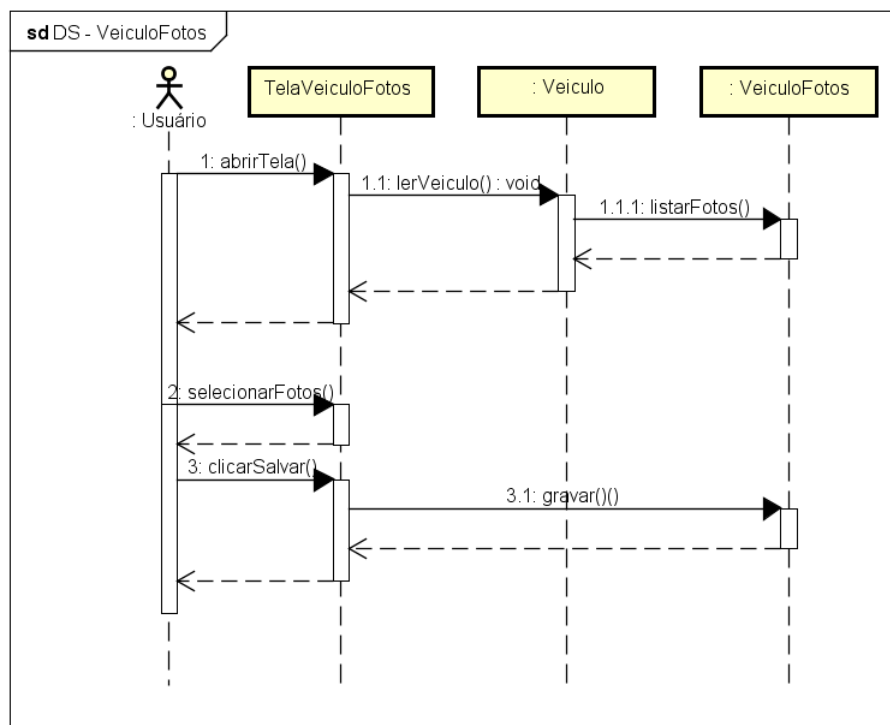 sd DS - VeiculoFotos
: Usuário
TelaVeiculoFotos
: Veiculo
: VeiculoFotos
1: abrirTela()
1.1: lerVeiculo() : void
1.1.1: listarFotos()
2: selecionarFotos()
3: clicarSalvar()
3.1: gravar()()